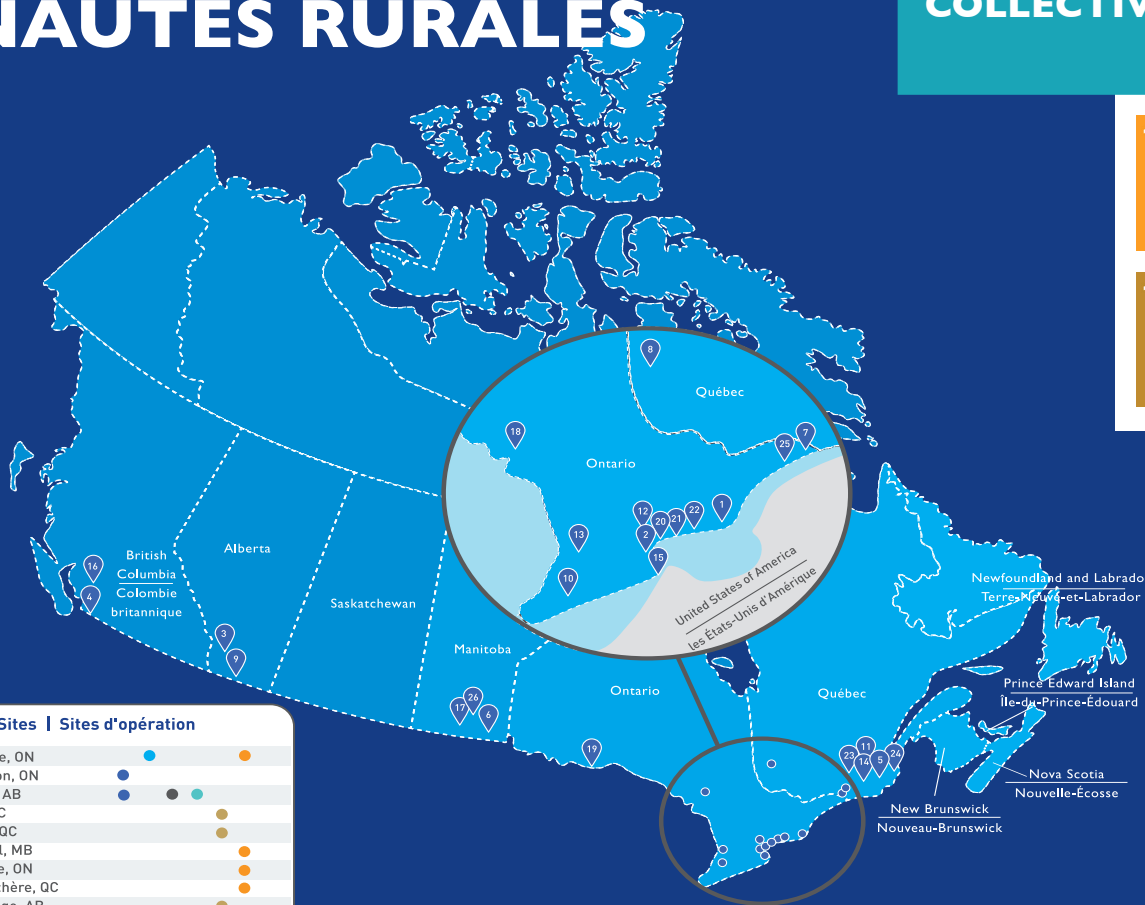 NAUTES RURALES
COLLECTIV
8
Québec
18
7
25
Ontario
12
20
21
22
1
2
13
15
10
United States of America
les États-Unis d'Amérique
16
4
British
Columbia
Colombie
britannique
Alberta
3
9
Saskatchewan
Manitoba
17
26
6
Ontario
19
Québec
23
11
14
5
24
Newfoundland and Labrado
Terre-Neuve-et-Labrador
Prince Edward Island
Île-du-Prince-Édouard
Nova Scotia
Nouvelle-Écosse
New Brunswick
Nouveau-Brunswick
Sites | Sites d'opération
e, ON
on, ON
AB
C
QC
l, MB
e, ON
thère, QC
AB